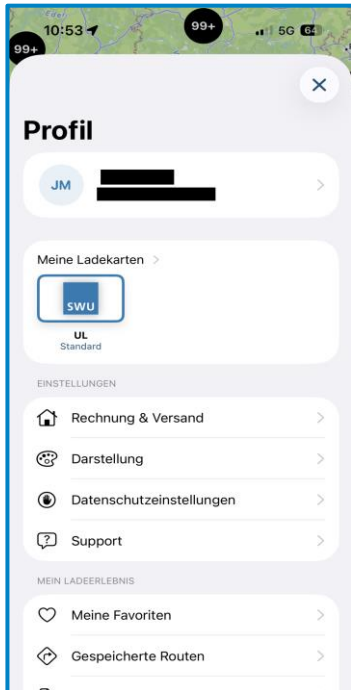 10:53
99+
5G 64
99+
Profil
JM
Meine Ladekarten
SWU
UL
Standard
EINSTELLUNGEN
Rechnung & Versand
Darstellung
Datenschutzeinstellungen
Support
MEIN LADEERLEBNIS
Meine Favoriten
Gespeicherte Routen